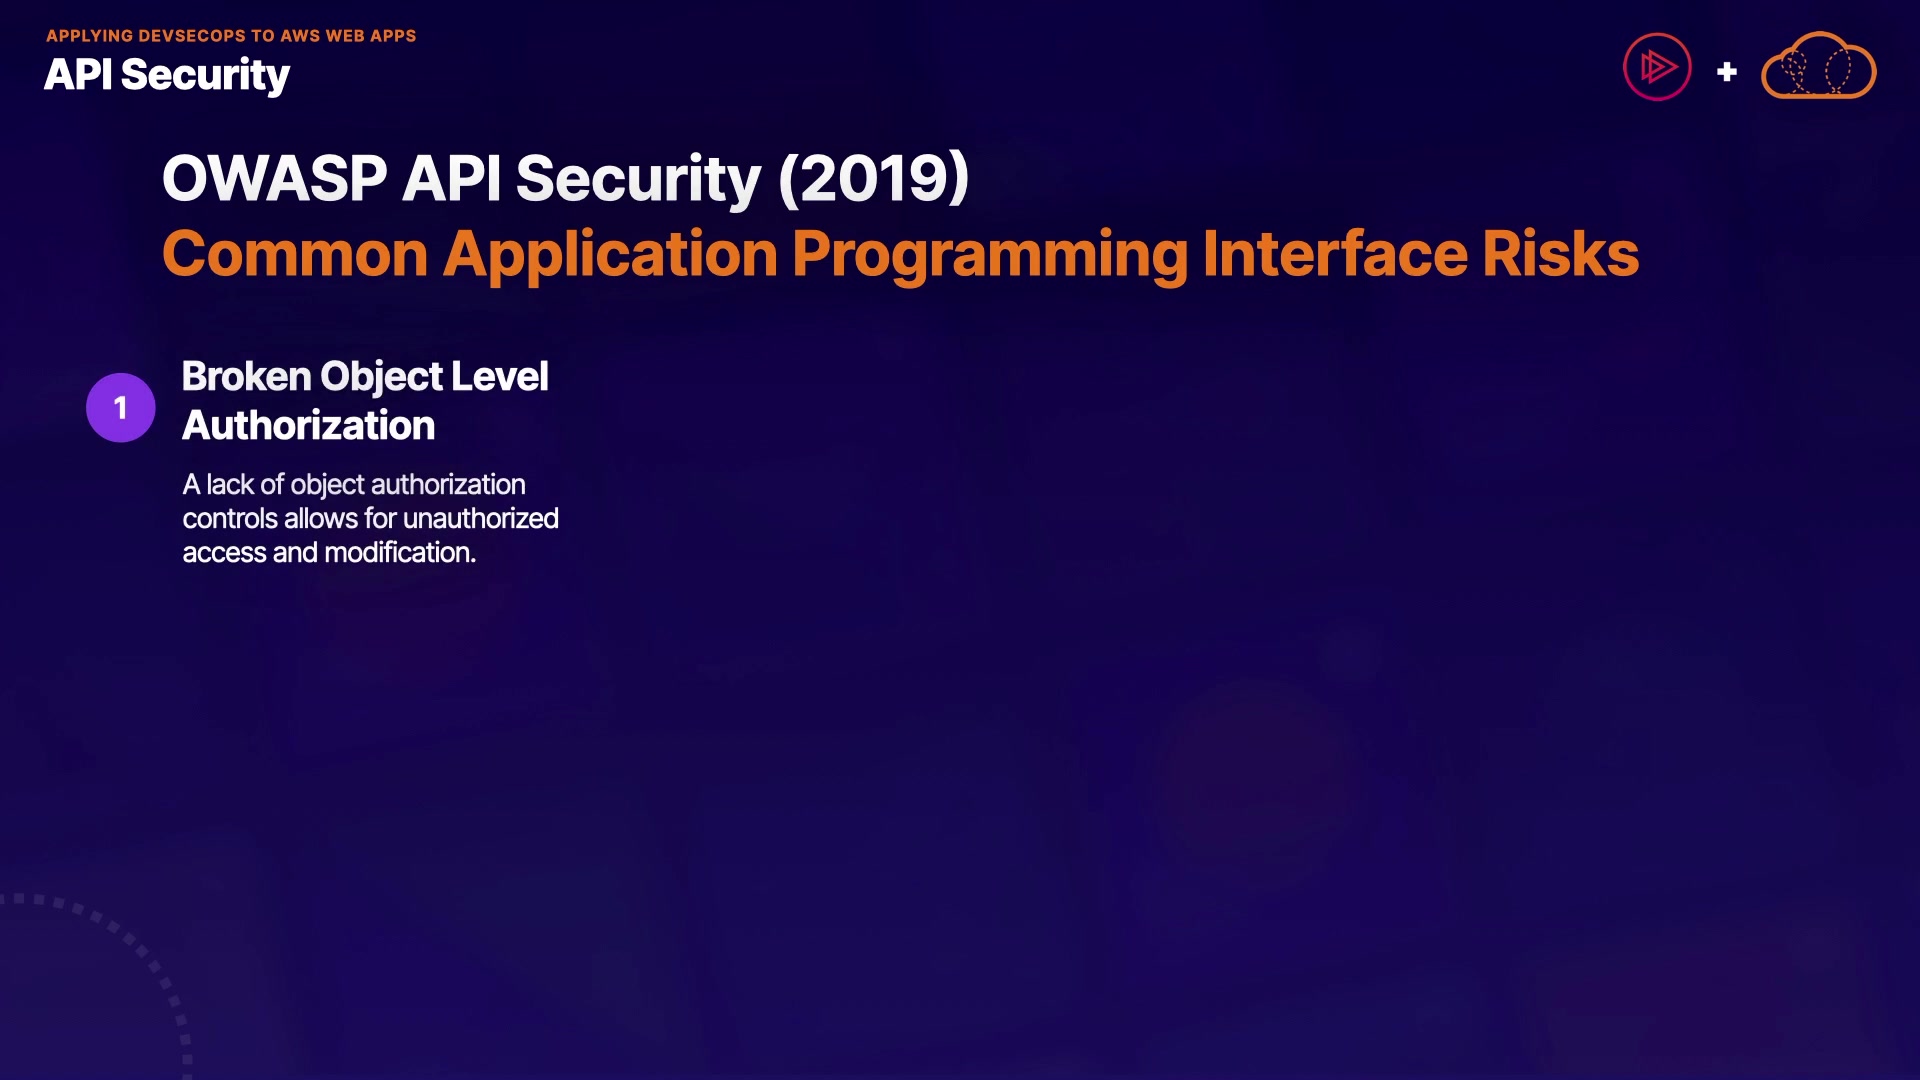 APPLYING DEVSECOPS TO AWS WEB APPS
API Security
OWASP API Security (2019)
Common Application Programming Interface Risks
1
Broken Object Level
Authorization
A lack of object authorization
controls allows for unauthorized
access and modification.